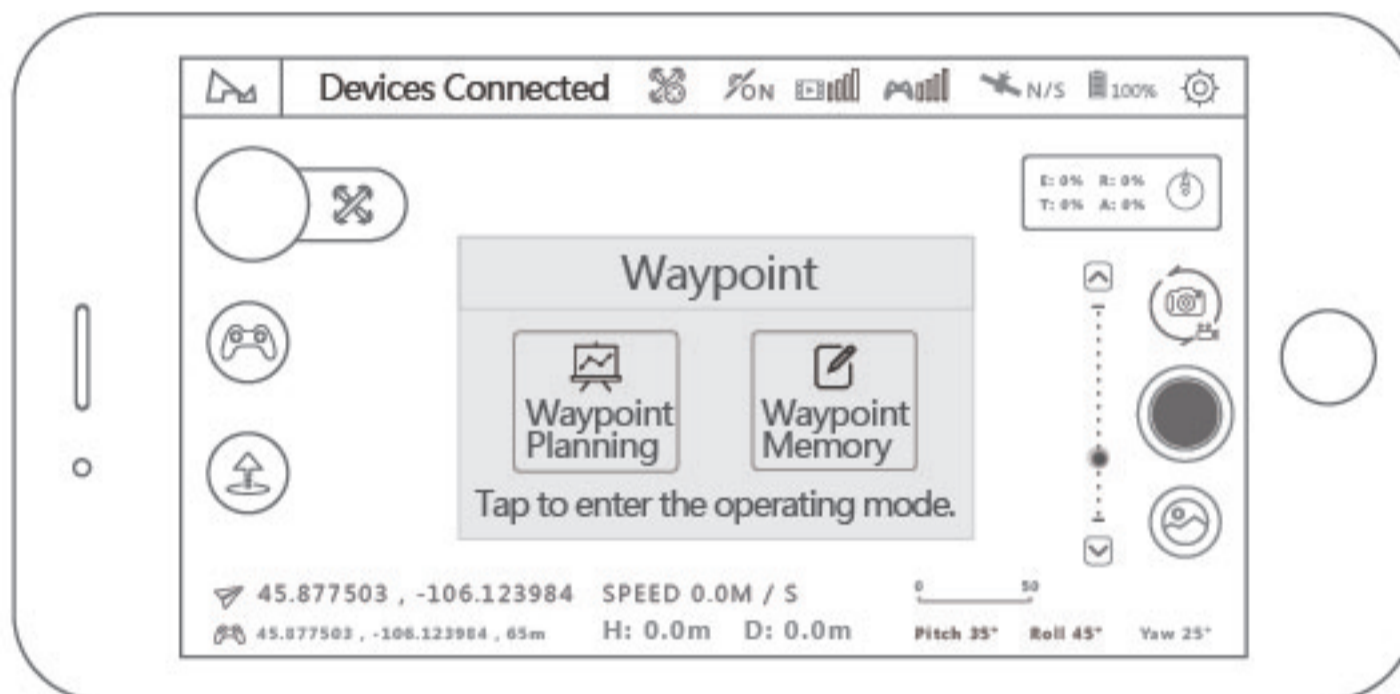 Devices Connected ON N/S 100%
E: 0% R: 0%
T: 0% A: 0%
Waypoint
Waypoint Planning
Waypoint Memory
Tap to enter the operating mode.
45.877503 , -106.123984 SPEED 0.0M / S 0 50
45.877503 , -106.123984 , 65m H: 0.0m D: 0.0m Pitch 35° Roll 45° Yaw 25°